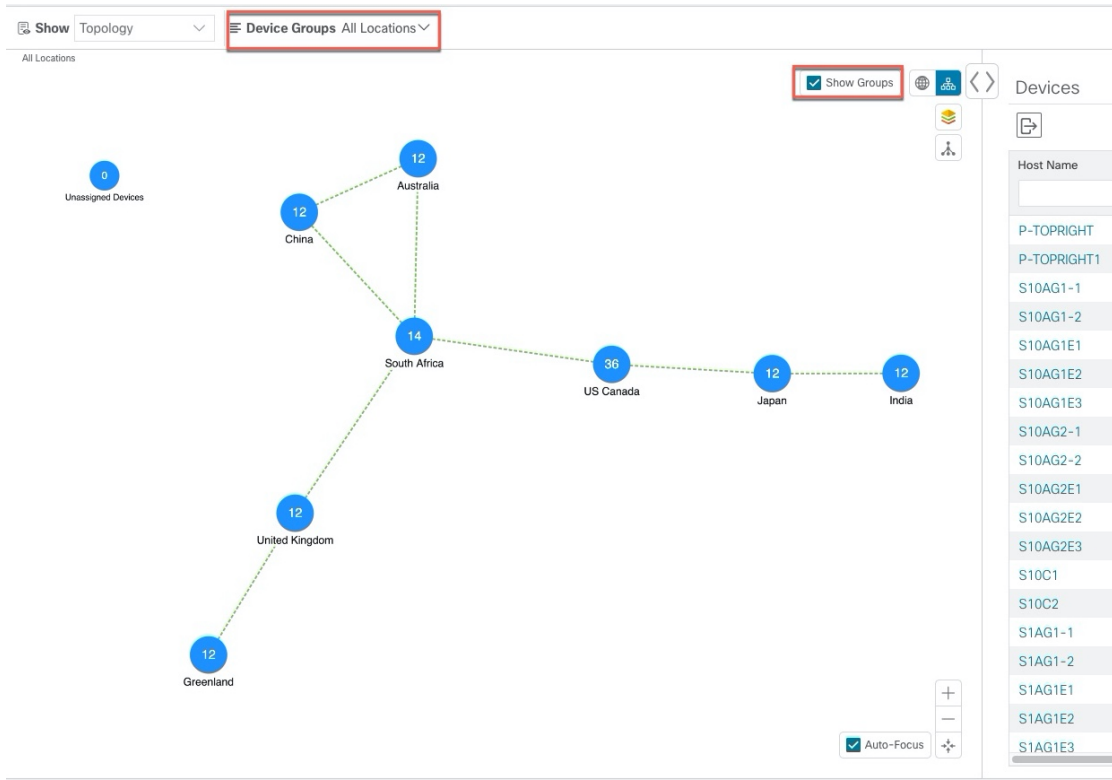 Show Topology Device Groups All Locations
All Locations
Show Groups
Devices
Host Name
12
Australia
0
Unassigned Devices
12
China
14
South Africa
36
US Canada
12
Japan
12
India
12
United Kingdom
12
Greenland
Auto-Focus
P-TOPRIGHT
P-TOPRIGHT1
S10AG1-1
S10AG1-2
S10AG1E1
S10AG1E2
S10AG1E3
S10AG2-1
S10AG2-2
S10AG2E1
S10AG2E2
S10AG2E3
S10C1
S10C2
S1AG1-1
S1AG1-2
S1AG1E1
S1AG1E2
S1AG1E3